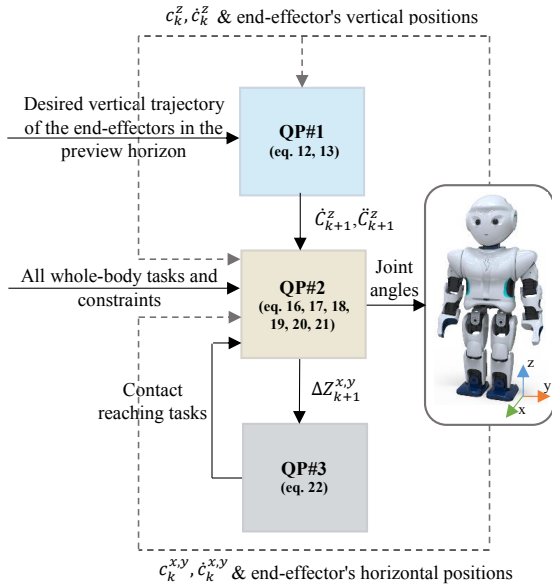 c_k^z, ċ_k^z & end-effector's vertical positions
Desired vertical trajectory
of the end-effectors in the
preview horizon
QP#1
(eq. 12, 13)
Ċ_{k+1}^z, C̈_{k+1}^z
All whole-body tasks and
constraints
QP#2
(eq. 16, 17, 18,
19, 20, 21)
Joint
angles
z
y
x
Contact
reaching tasks
ΔZ_{k+1}^{x,y}
QP#3
(eq. 22)
c_k^{x,y}, ċ_k^{x,y} & end-effector's horizontal positions